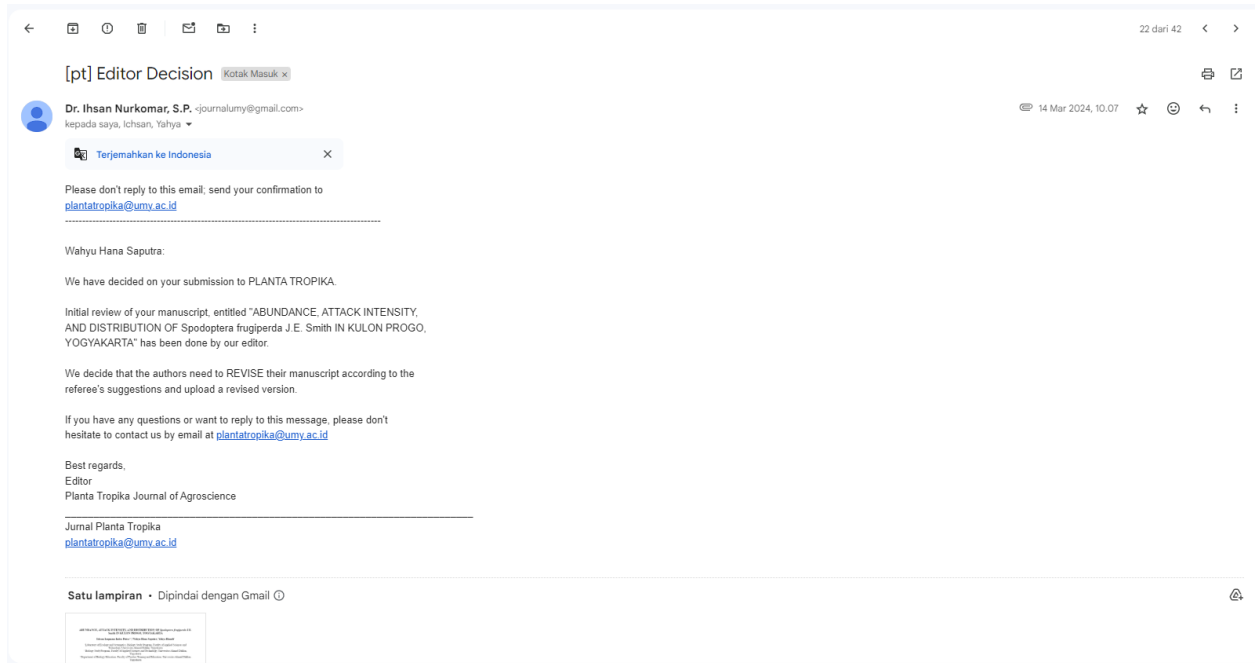 22 dari 42
[pt] Editor Decision Kotak Masuk ×
Dr. Ihsan Nurkomar, S.P. <journalumy@gmail.com> 14 Mar 2024, 10.07
kepada saya, Ichsan, Yahya
Terjemahkan ke Indonesia
Please don't reply to this email; send your confirmation to
plantatropika@umy.ac.id
--------------------------------------------------------------------------------------------
Wahyu Hana Saputra:
We have decided on your submission to PLANTA TROPIKA.
Initial review of your manuscript, entitled "ABUNDANCE, ATTACK INTENSITY,
AND DISTRIBUTION OF Spodoptera frugiperda J.E. Smith IN KULON PROGO,
YOGYAKARTA" has been done by our editor.
We decide that the authors need to REVISE their manuscript according to the
referee's suggestions and upload a revised version.
If you have any questions or want to reply to this message, please don't
hesitate to contact us by email at plantatropika@umy.ac.id
Best regards,
Editor
Planta Tropika Journal of Agroscience
________________________________________________________________________
Jurnal Planta Tropika
plantatropika@umy.ac.id
Satu lampiran • Dipindai dengan Gmail